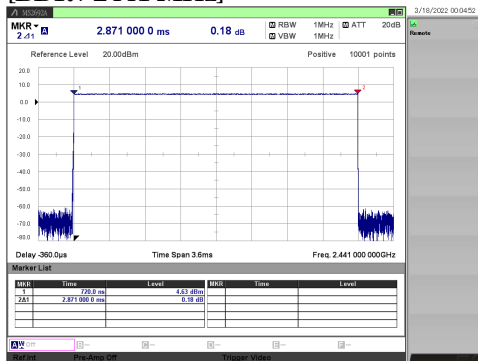 MS2692A
3/18/2022 00:04:52
MKR
2 Δ1
2.871 000 0 ms
0.18 dB
RBW 1MHz
VBW 1MHz
ATT 20dB
Remote
Reference Level 20.00dBm
Positive 10001 points
20.0
10.0
0.0
-10.0
-20.0
-30.0
-40.0
-50.0
-60.0
-70.0
-80.0
1
2
Delay -360.0µs
Time Span 3.6ms
Freq. 2.441 000 000GHz
Marker List
MKR Time Level MKR Time Level
1 720.0 ns 4.63 dBm
2Δ1 2.871 000 0 ms 0.18 dB
Off
Ref.Int Pre-Amp Off Trigger Video